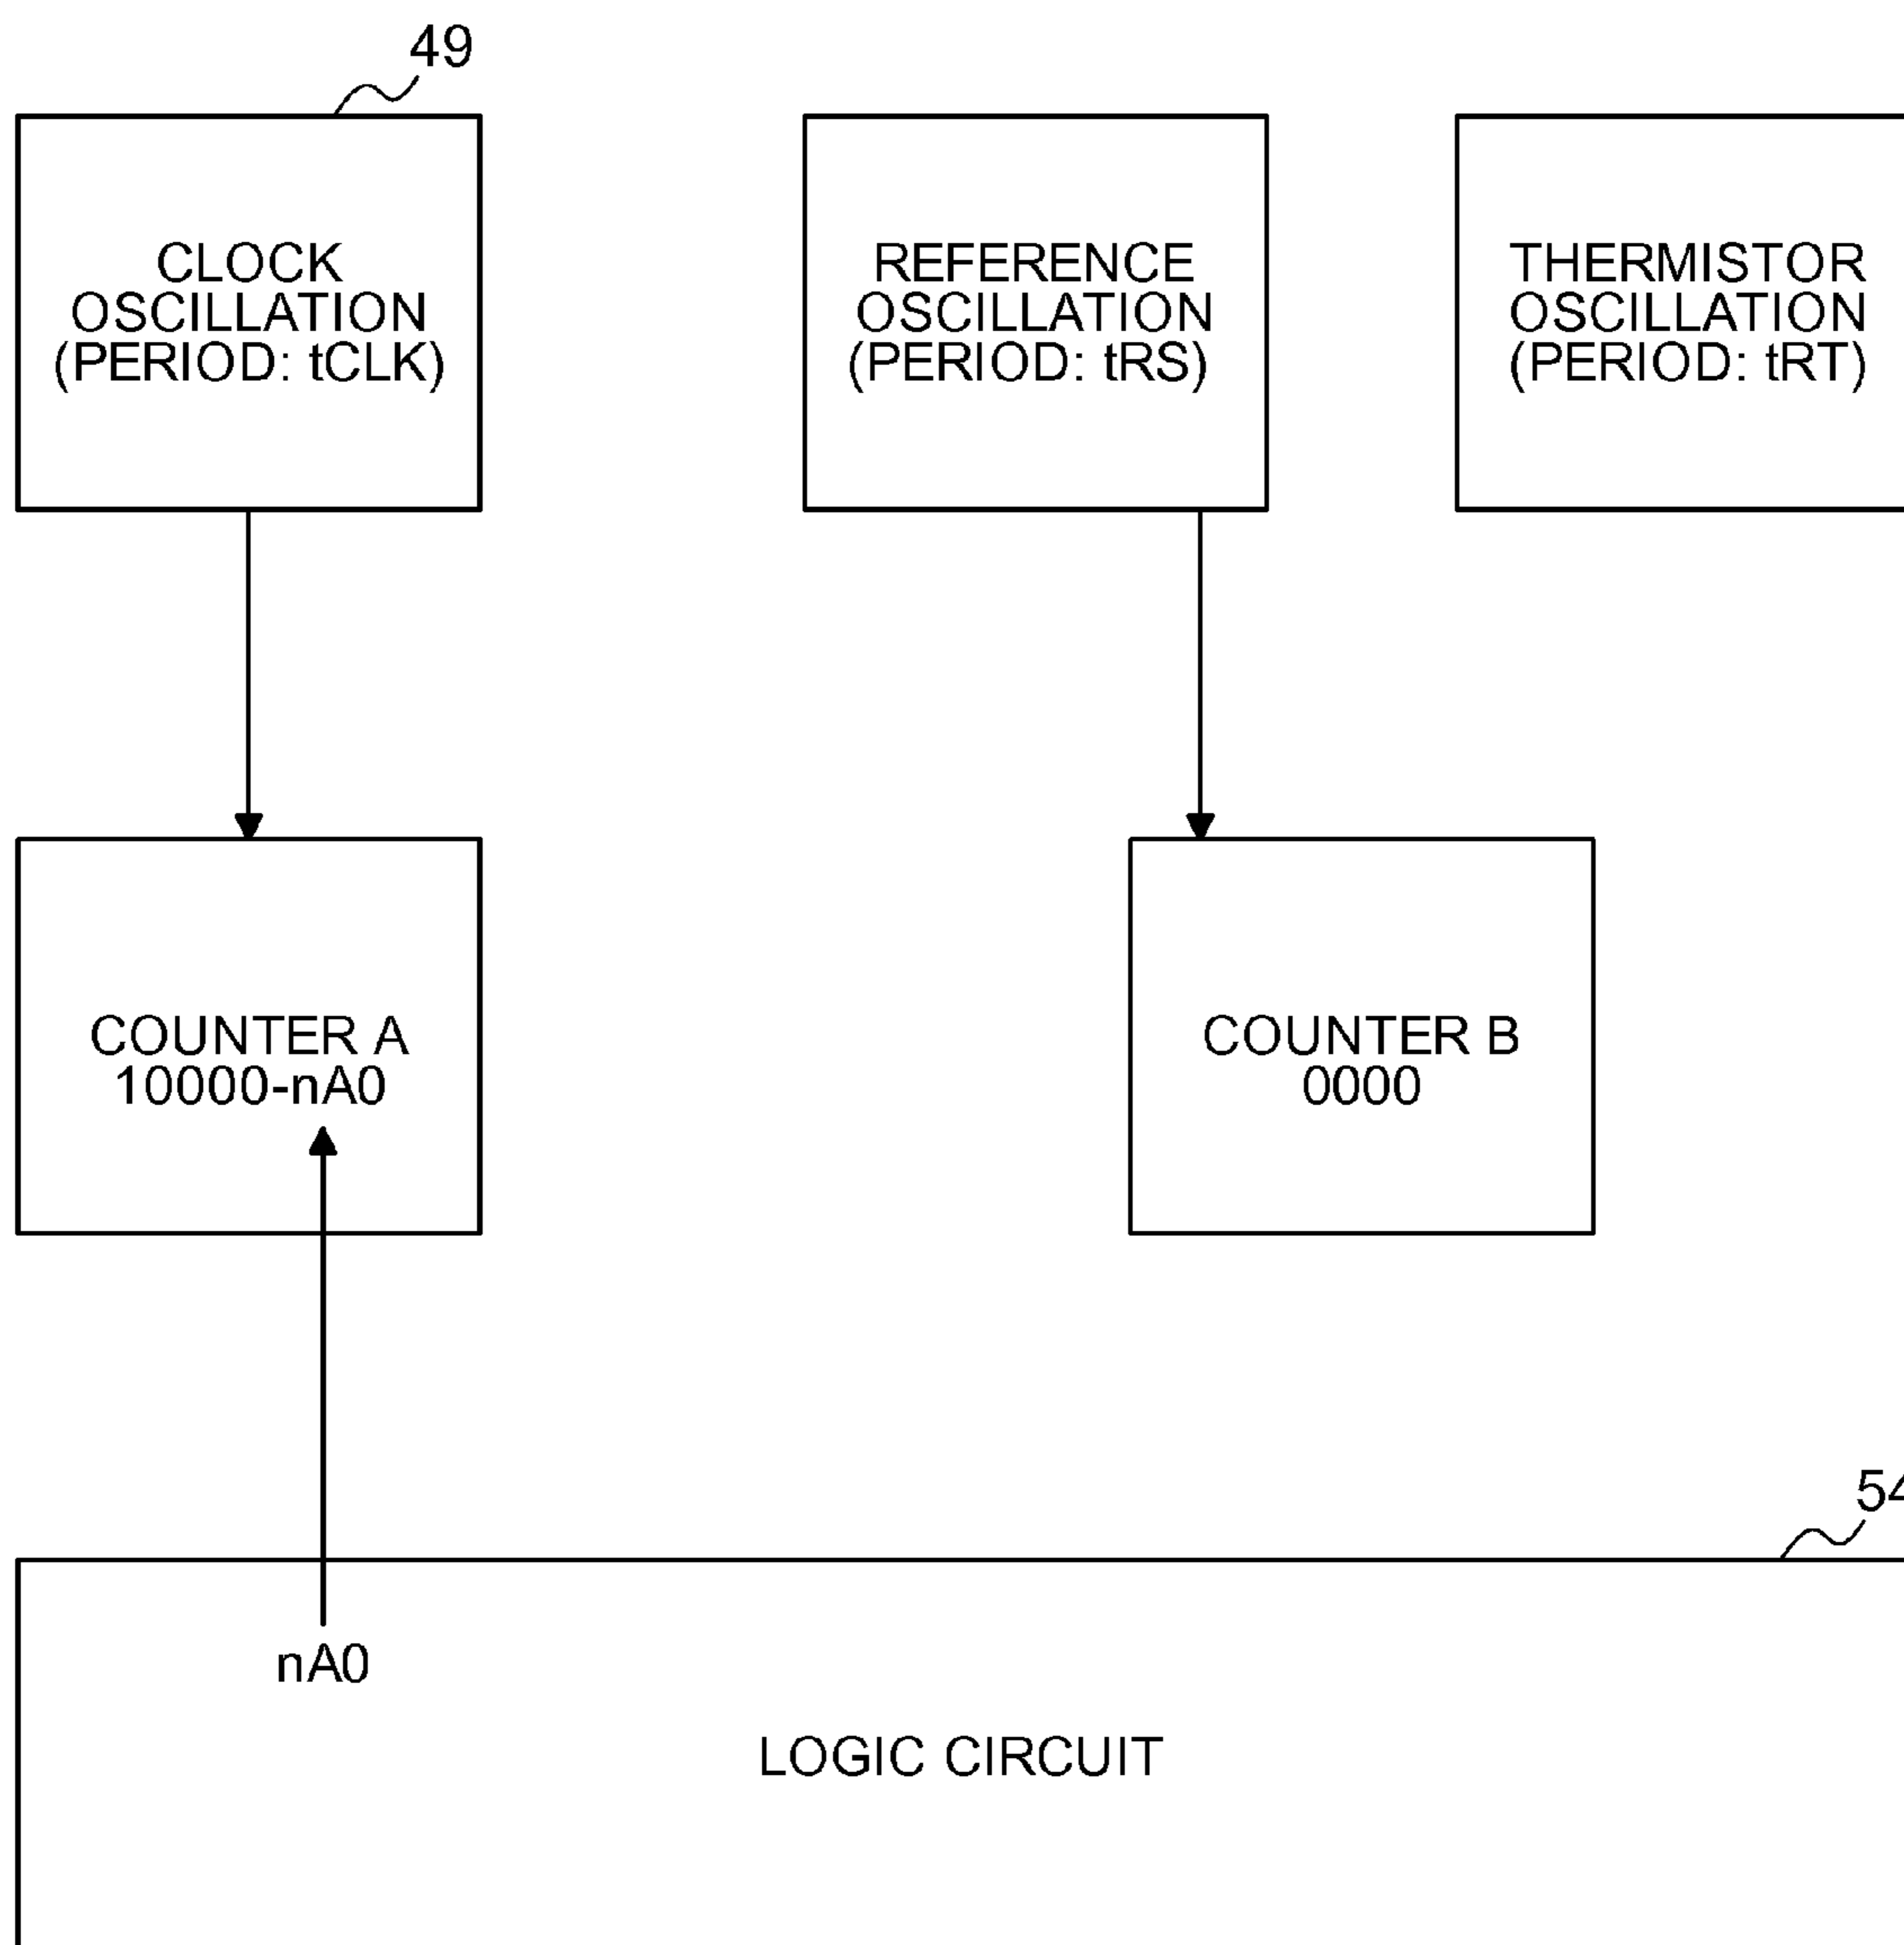 49
CLOCK
OSCILLATION
(PERIOD: tCLK)
REFERENCE
OSCILLATION
(PERIOD: tRS)
THERMISTOR
OSCILLATION
(PERIOD: tRT)
COUNTER A
10000-nA0
COUNTER B
0000
54
nA0
LOGIC CIRCUIT